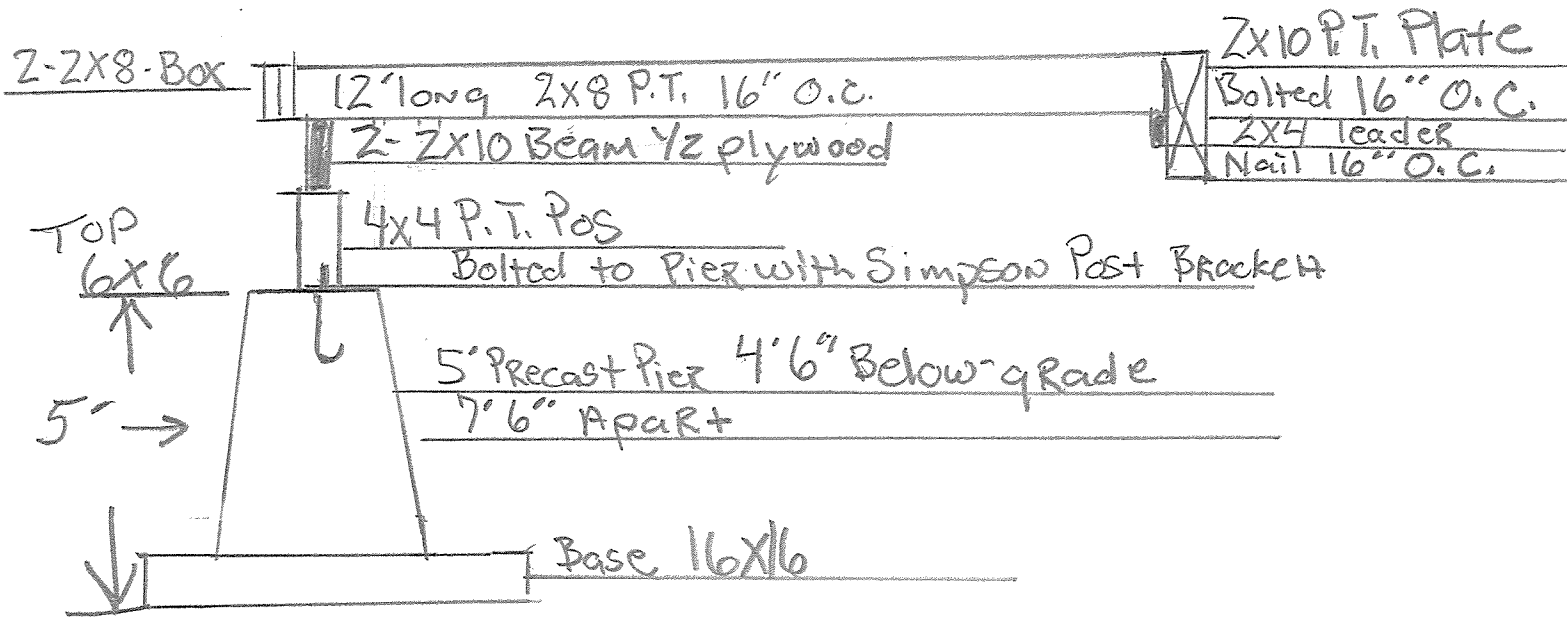 2-2X8-Box
12' long 2X8 P.T. 16" O.C.
2X10 P.T. Plate
Bolted 16" O.C.
2X4 leader
Nail 16" O.C.
2-2X10 Beam 1/2 plywood
4x4 P.T. Pos
Bolted to Pier with Simpson Post Brackett
TOP
6X6
5' Precast Pier 4'6" Below-grade
7'6" Apart
5'
Base 16X16